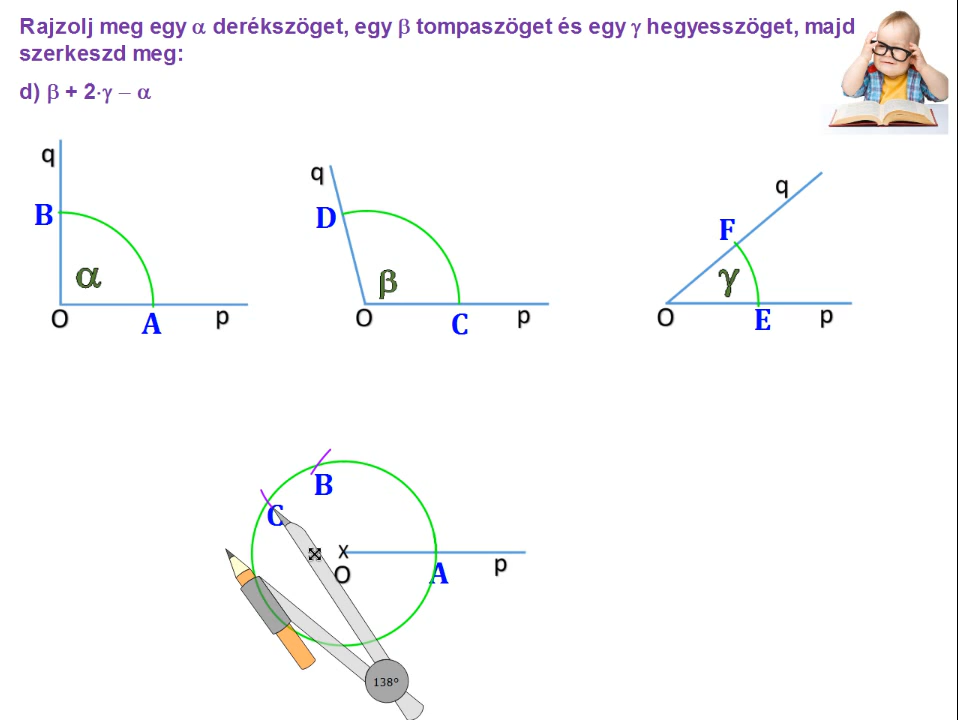 Rajzolj meg egy α derékszöget, egy β tompaszöget és egy γ hegyesszöget, majd
szerkeszd meg:
d) β + 2·γ – α
q
B
α
O
A
p
q
D
β
O
C
p
q
F
γ
O
E
p
B
C
x
O
A
p
138°